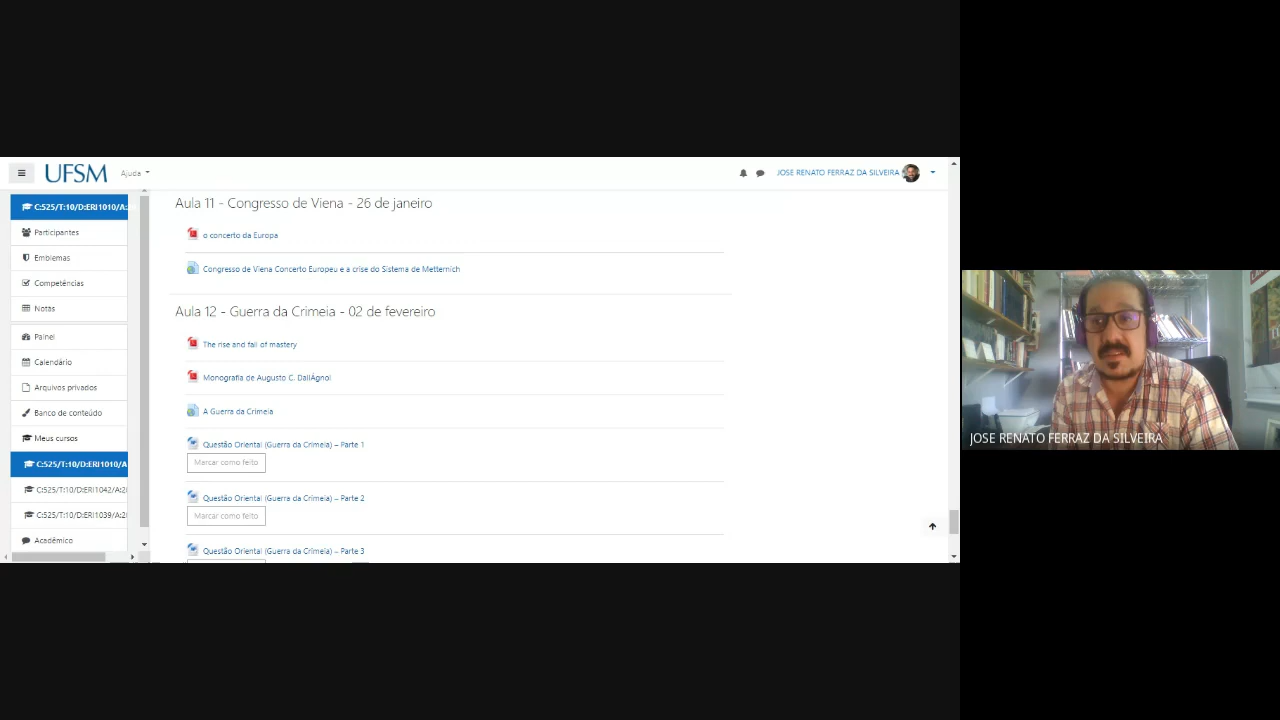 UFSM
Ajuda
JOSE RENATO FERRAZ DA SILVEIRA
C:525/T:10/D:ERI1010/A:2
Participantes
Emblemas
Competências
Notas
Painel
Calendário
Arquivos privados
Banco de conteúdo
Meus cursos
C:525/T:10/D:ERI1010/A
C:525/T:10/D:ERI1042/A:2
C:525/T:10/D:ERI1039/A:2
Acadêmico
Aula 11 - Congresso de Viena - 26 de janeiro
o concerto da Europa
Congresso de Viena Concerto Europeu e a crise do Sistema de Metternich
Aula 12 - Guerra da Crimeia - 02 de fevereiro
The rise and fall of mastery
Monografia de Augusto C. DallÁgnol
A Guerra da Crimeia
Questão Oriental (Guerra da Crimeia) – Parte 1
Marcar como feito
Questão Oriental (Guerra da Crimeia) – Parte 2
Marcar como feito
Questão Oriental (Guerra da Crimeia) – Parte 3
JOSE RENATO FERRAZ DA SILVEIRA